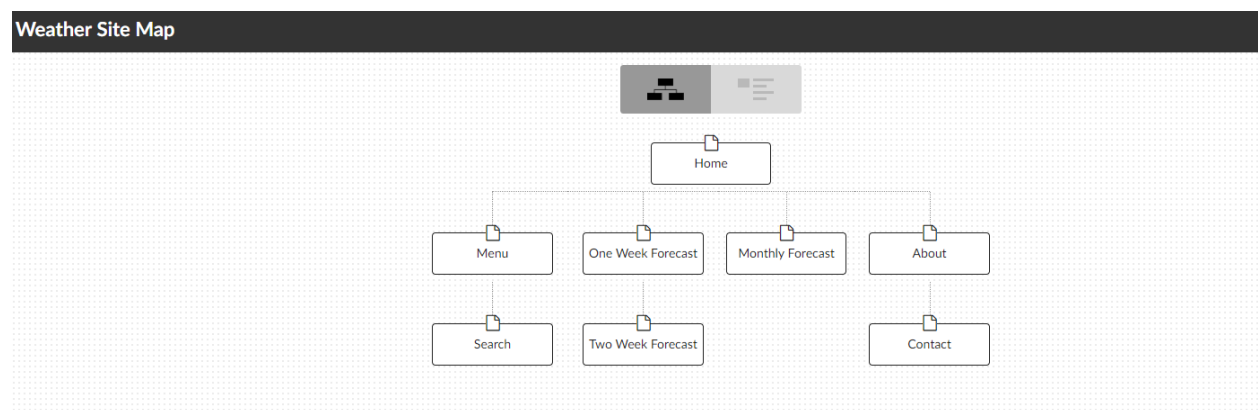 Weather Site Map
Home
Menu
One Week Forecast
Monthly Forecast
About
Search
Two Week Forecast
Contact